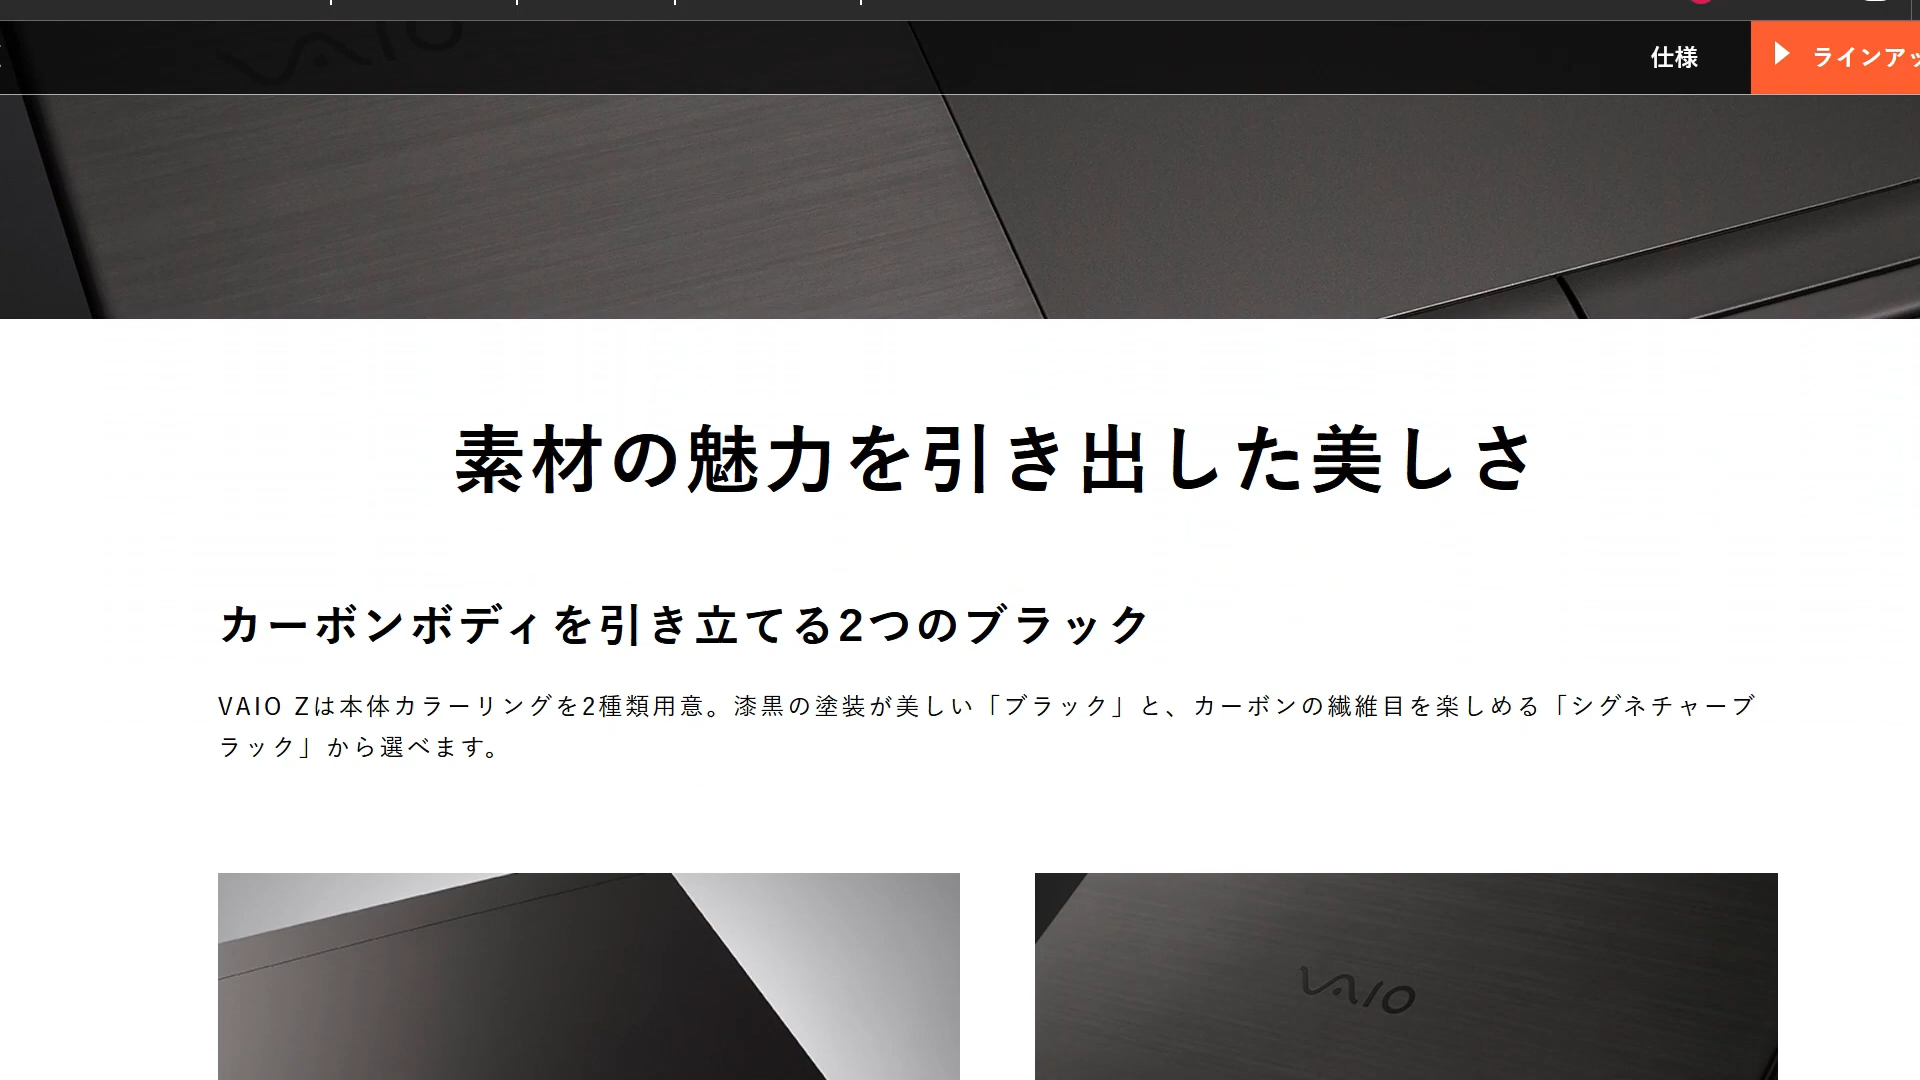 VAIO
仕様
ラインアッ
素材の魅力を引き出した美しさ
カーボンボディを引き立てる2つのブラック
VAIO Zは本体カラーリングを2種類用意。漆黒の塗装が美しい「ブラック」と、カーボンの繊維目を楽しめる「シグネチャーブ
ラック」から選べます。
VAIO